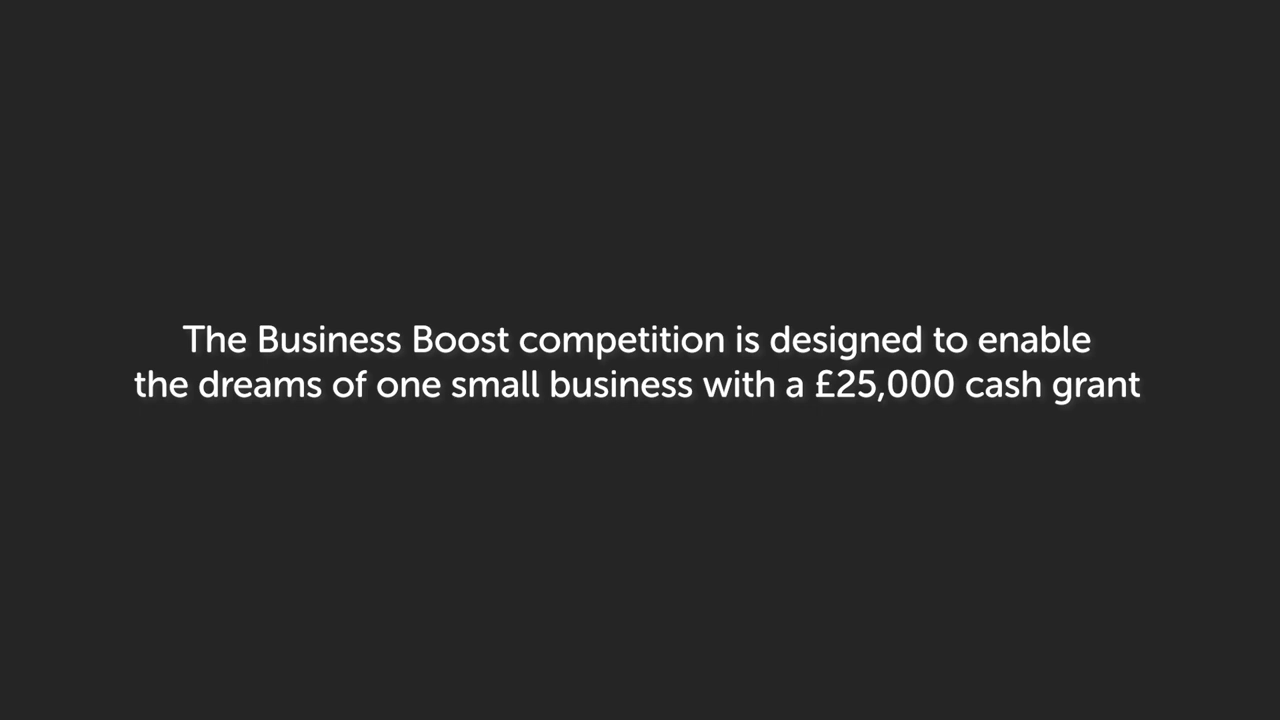 The Business Boost competition is designed to enable
the dreams of one small business with a £25,000 cash grant